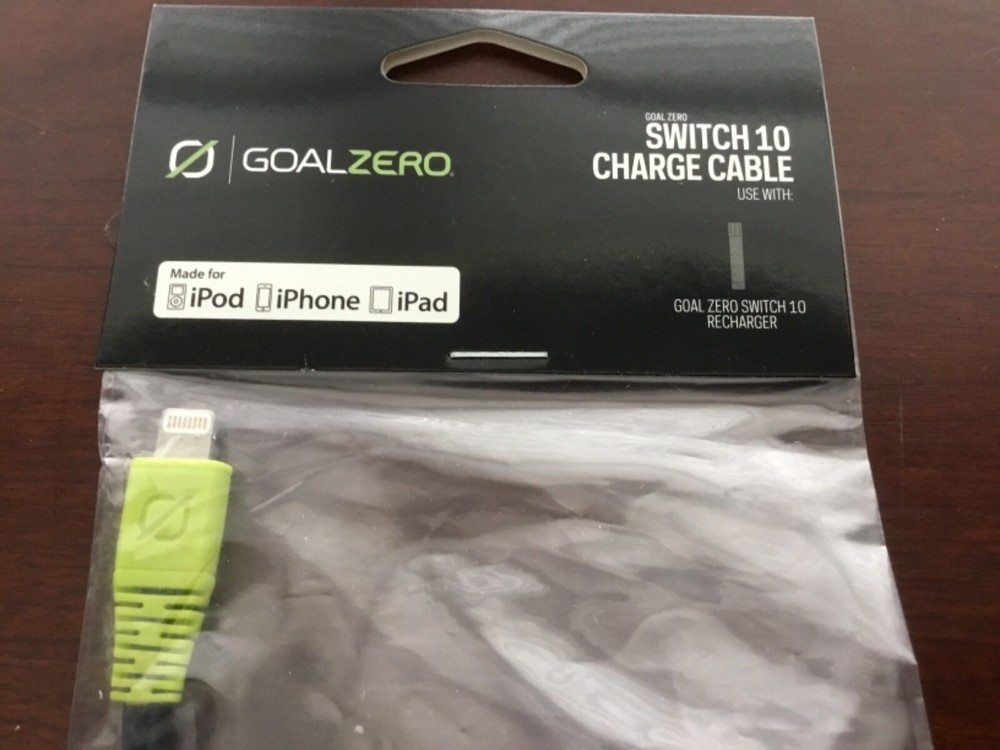 GOALZERO
GOAL ZERO
SWITCH 10
CHARGE CABLE
USE WITH:
GOAL ZERO SWITCH 10
RECHARGER
Made for
iPod iPhone iPad